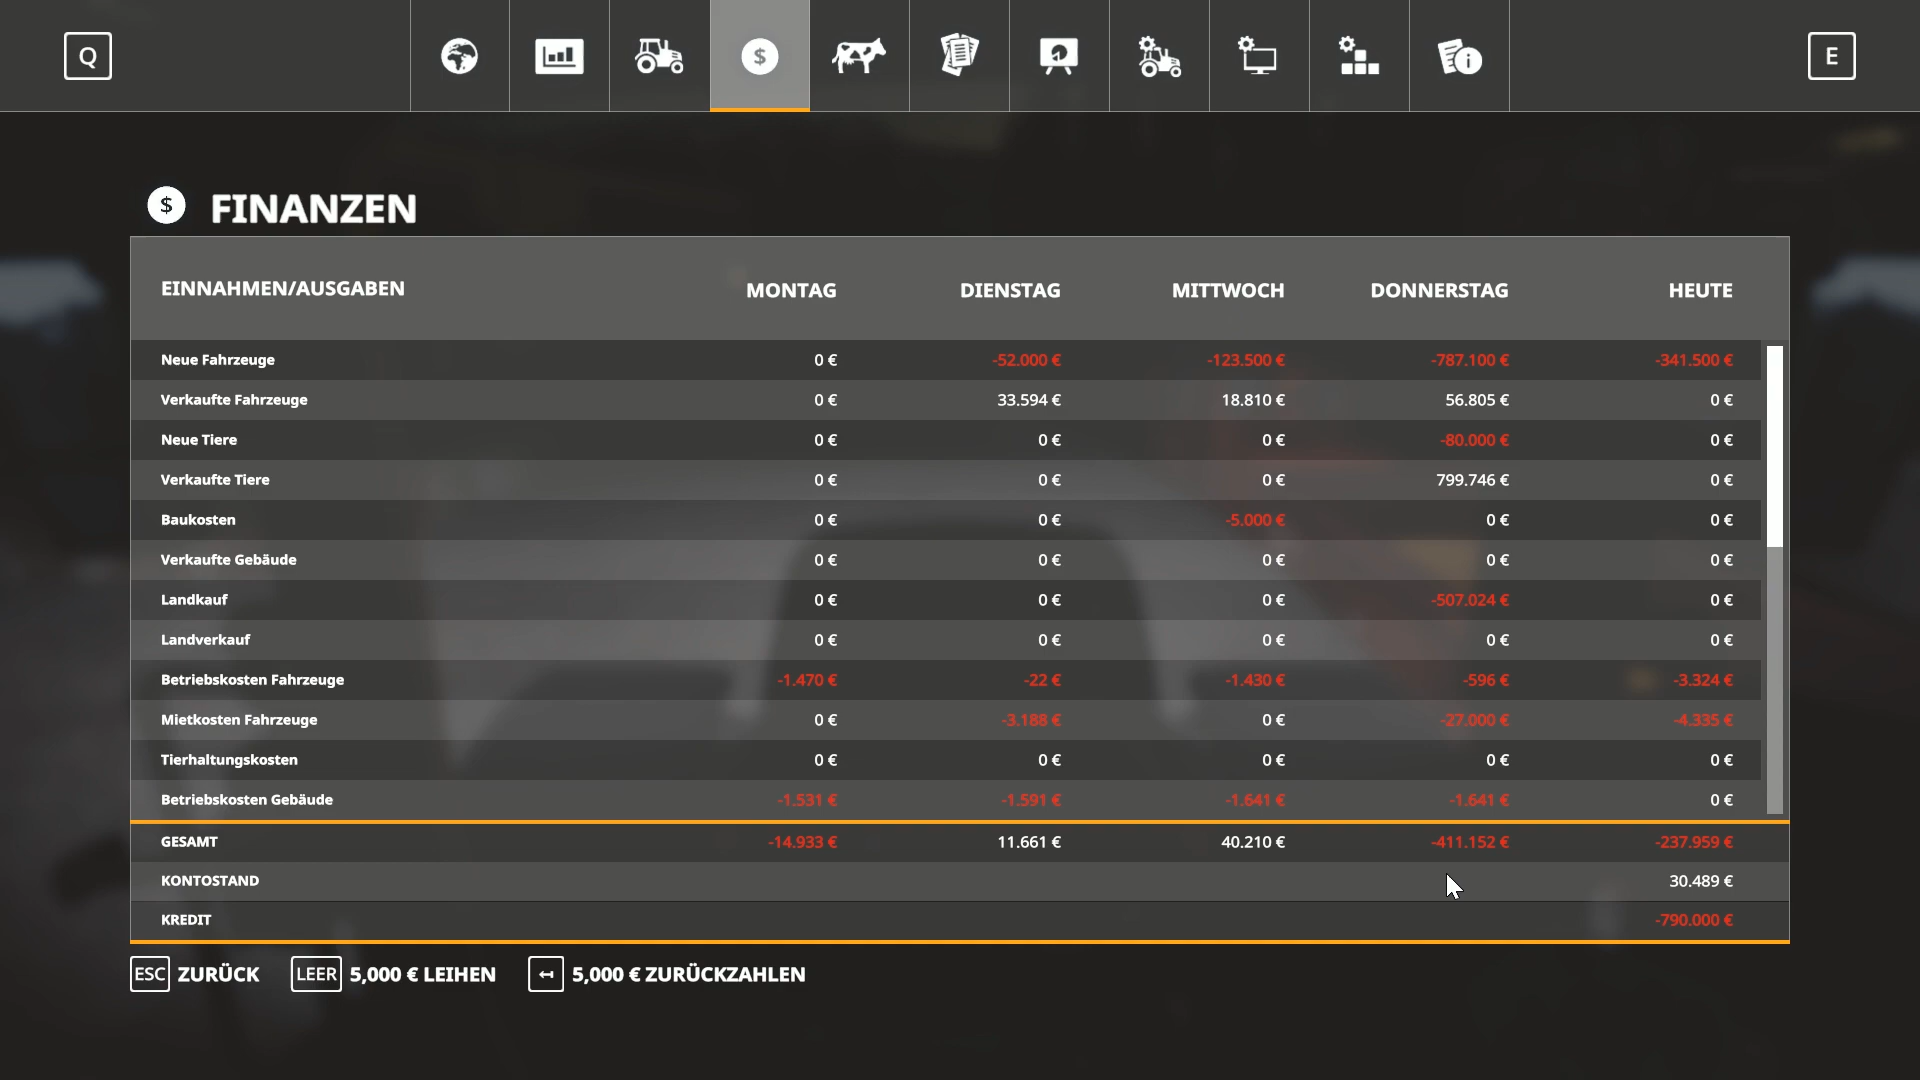 Q
E
$
$ FINANZEN
EINNAHMEN/AUSGABEN MONTAG DIENSTAG MITTWOCH DONNERSTAG HEUTE
Neue Fahrzeuge 0 € -52.000 € -123.500 € -787.100 € -341.500 €
Verkaufte Fahrzeuge 0 € 33.594 € 18.810 € 56.805 € 0 €
Neue Tiere 0 € 0 € 0 € -80.000 € 0 €
Verkaufte Tiere 0 € 0 € 0 € 799.746 € 0 €
Baukosten 0 € 0 € -5.000 € 0 € 0 €
Verkaufte Gebäude 0 € 0 € 0 € 0 € 0 €
Landkauf 0 € 0 € 0 € -507.024 € 0 €
Landverkauf 0 € 0 € 0 € 0 € 0 €
Betriebskosten Fahrzeuge -1.470 € -22 € -1.430 € -596 € -3.324 €
Mietkosten Fahrzeuge 0 € -3.188 € 0 € -27.000 € -4.335 €
Tierhaltungskosten 0 € 0 € 0 € 0 € 0 €
Betriebskosten Gebäude -1.531 € -1.591 € -1.641 € -1.641 € 0 €
GESAMT -14.933 € 11.661 € 40.210 € -411.152 € -237.959 €
KONTOSTAND 30.489 €
KREDIT -790.000 €
ESC ZURÜCK LEER 5,000 € LEIHEN 5,000 € ZURÜCKZAHLEN